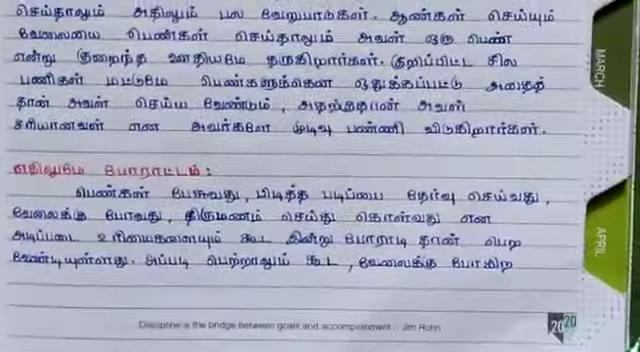 செய்தாலும் அதிலும் பல வேறுபாடுகள். ஆண்கள் செய்யும்
வேலையை பெண்கள் செய்தாலும் அவள் ஒரு பெண்
என்று குறைந்த ஊதியமே தருகிறார்கள். குறிப்பிட்ட சில
பணிகள் மட்டுமே பெண்களுக்கென ஒதுக்கப்பட்டு அதைத்
தான் அவள் செய்ய வேண்டும், அதற்குதான் அவள்
சரியானவள் என அவர்களே முடிவு பண்ணி விடுகிறார்கள்.
எதிலுமே போராட்டம்:
பெண்கள் பேசுவது, பிடித்த படிப்பை தேர்வு செய்வது,
வேலைக்கு போவது, திருமணம் செய்து கொள்வது என
அடிப்படை உரிமைகளையும் கூட இன்று போராடி தான் பெற
வேண்டியுள்ளது. அப்படி பெற்றாலும் கூட, வேலைக்கு போகிற
Discipline is the bridge between goals and accomplishment. - Jim Rohn
2020
MARCH
APRIL